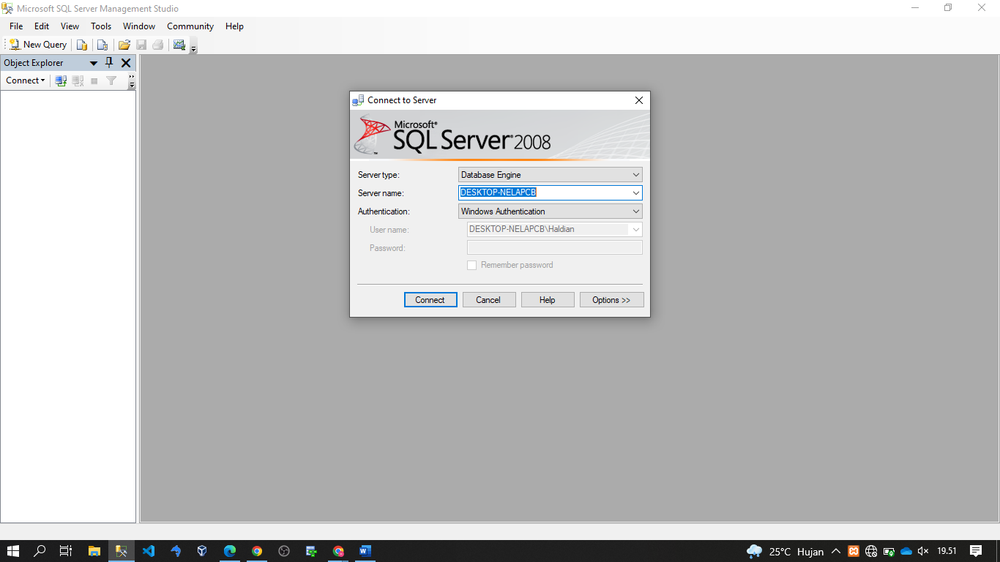 Microsoft SQL Server Management Studio
File Edit View Tools Window Community Help
New Query
Object Explorer
Connect
Connect to Server
Microsoft®
SQL Server® 2008
Server type: Database Engine
Server name: DESKTOP-NELAPCB
Authentication: Windows Authentication
User name: DESKTOP-NELAPCB\Haldian
Password:
Remember password
Connect Cancel Help Options >>
25°C Hujan 19.51